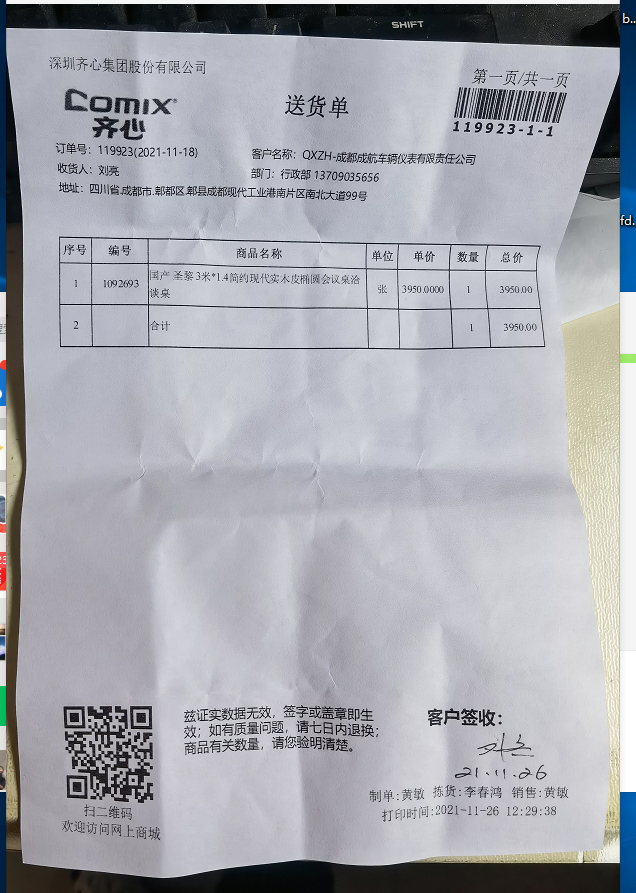 SHIFT
b..
fd.
深圳齐心集团股份有限公司
第一页/共一页
COMIX®
齐心
送货单
119923-1-1
订单号：119923(2021-11-18)
客户名称：QXZH-成都成航车辆仪表有限责任公司
收货人：刘亮
部门：行政部 13709035656
地址：四川省.成都市.郫都区.郫县成都现代工业港南片区南北大道99号
序号 编号 商品名称 单位 单价 数量 总价
1 1092693 国产 圣黎 3米*1.4简约现代实木皮椭圆会议桌洽 张 3950.0000 1 3950.00
谈桌
2 合计 1 3950.00
兹证实数据无效，签字或盖章即生
效；如有质量问题，请七日内退换；
商品有关数量，请您验明清楚。
客户签收：
21.11.26
制单:黄敏 拣货:李春鸿 销售:黄敏
打印时间:2021-11-26 12:29:38
扫二维码
欢迎访问网上商城